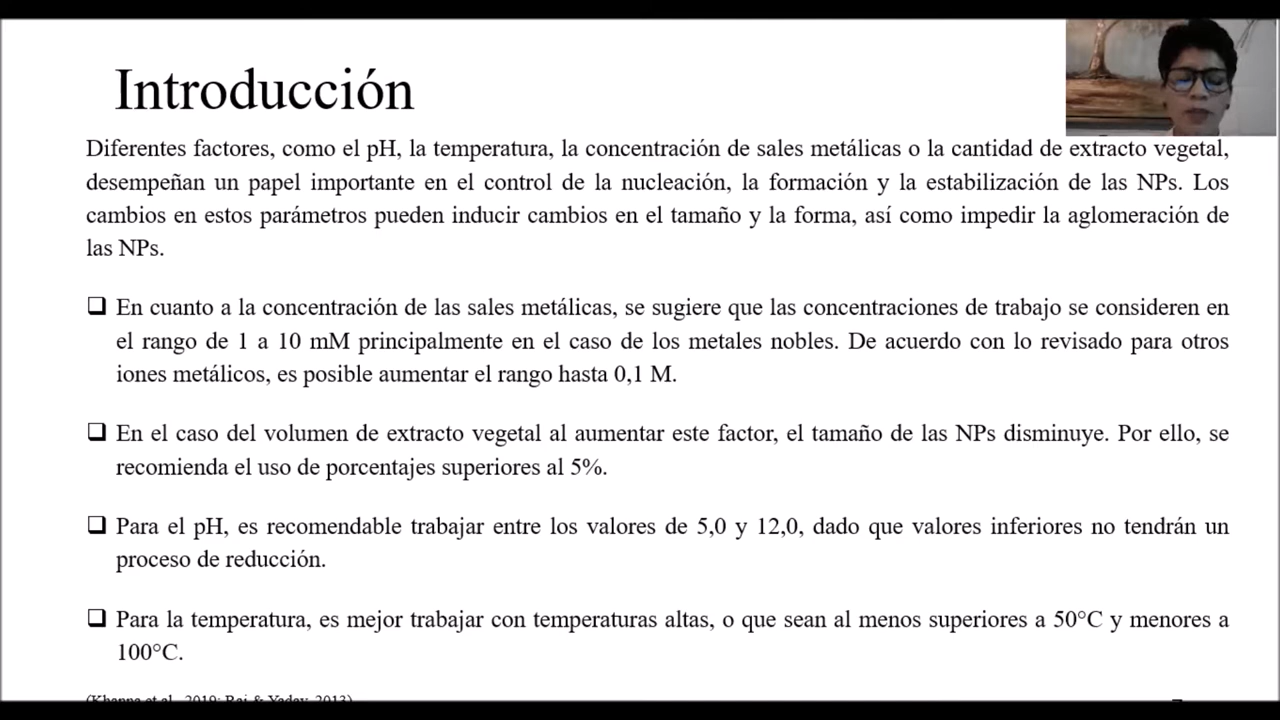 Introducción
Diferentes factores, como el pH, la temperatura, la concentración de sales metálicas o la cantidad de extracto vegetal,
desempeñan un papel importante en el control de la nucleación, la formación y la estabilización de las NPs. Los
cambios en estos parámetros pueden inducir cambios en el tamaño y la forma, así como impedir la aglomeración de
las NPs.
❑ En cuanto a la concentración de las sales metálicas, se sugiere que las concentraciones de trabajo se consideren en
el rango de 1 a 10 mM principalmente en el caso de los metales nobles. De acuerdo con lo revisado para otros
iones metálicos, es posible aumentar el rango hasta 0,1 M.
❑ En el caso del volumen de extracto vegetal al aumentar este factor, el tamaño de las NPs disminuye. Por ello, se
recomienda el uso de porcentajes superiores al 5%.
❑ Para el pH, es recomendable trabajar entre los valores de 5,0 y 12,0, dado que valores inferiores no tendrán un
proceso de reducción.
❑ Para la temperatura, es mejor trabajar con temperaturas altas, o que sean al menos superiores a 50°C y menores a
100°C.
et al., 2019; & Yadav, 2013)